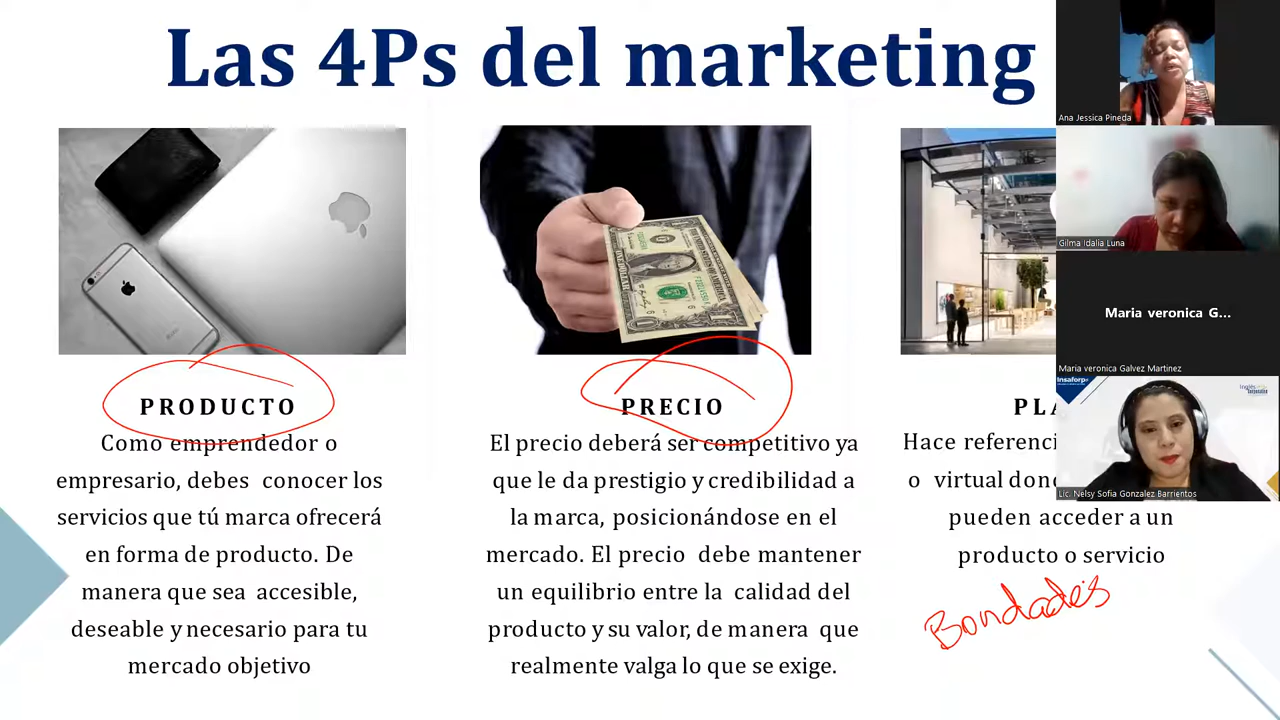 Las 4Ps del marketing
PRODUCTO
Como emprendedor o
empresario, debes conocer los
servicios que tú marca ofrecerá
en forma de producto. De
manera que sea accesible,
deseable y necesario para tu
mercado objetivo
PRECIO
El precio deberá ser competitivo ya
que le da prestigio y credibilidad a
la marca, posicionándose en el
mercado. El precio debe mantener
un equilibrio entre la calidad del
producto y su valor, de manera que
realmente valga lo que se exige.
PLA
Hace referenci
o virtual dond
pueden acceder a un
producto o servicio
Bondades
Ana Jessica Pineda
Gilma Idalia Luna
Maria veronica G...
Maria veronica Galvez Martinez
Insaforp
Inglés
Lic. Nelsy Sofia Gonzalez Barrientos